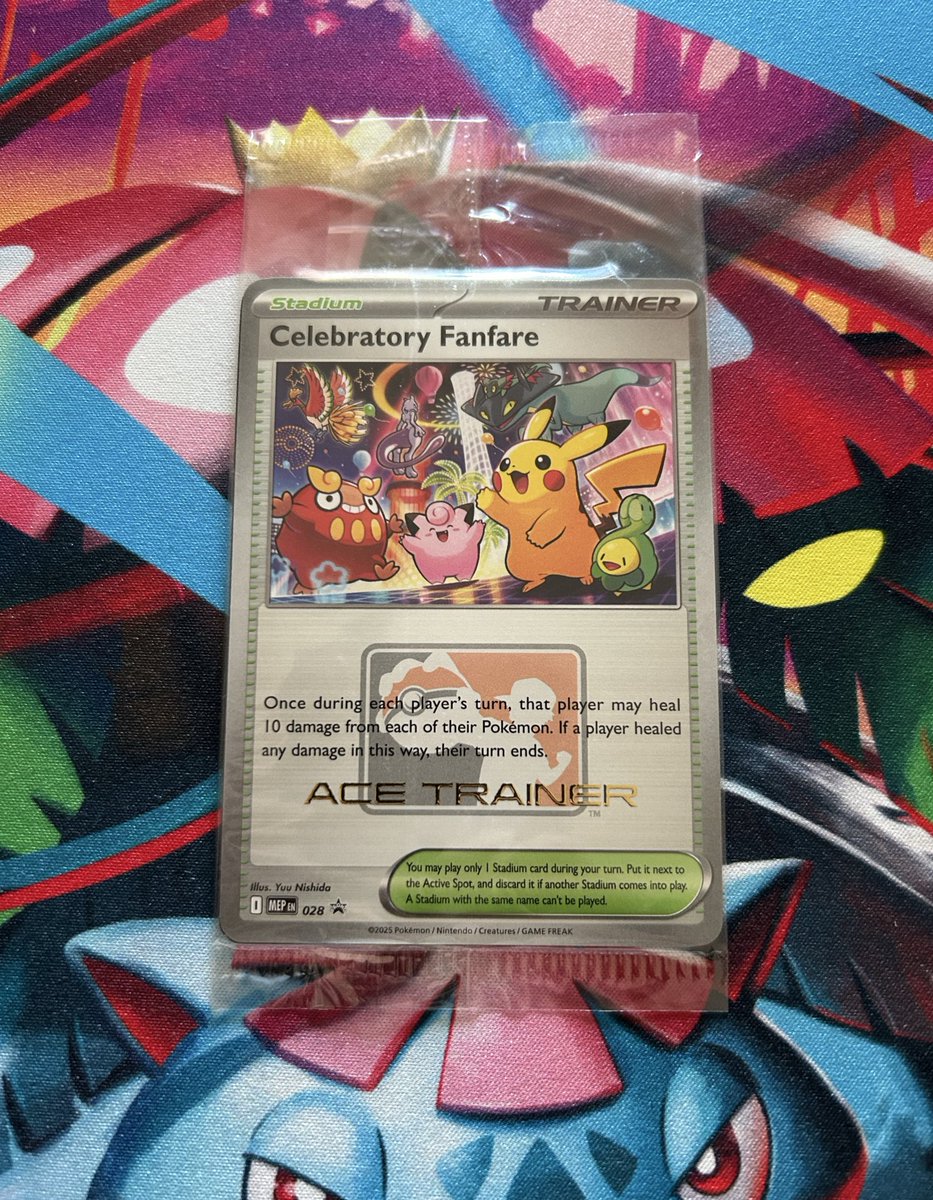 Stadium TRAINER
Celebratory Fanfare
Once during each player's turn, that player may heal
10 damage from each of their Pokémon. If a player healed
any damage in this way, their turn ends.
ACE TRAINER
TM
You may play only 1 Stadium card during your turn. Put it next to
the Active Spot, and discard it if another Stadium comes into play.
A Stadium with the same name can't be played.
Illus. Yuu Nishida
I MEP EN 028
©2025 Pokémon / Nintendo / Creatures / GAME FREAK